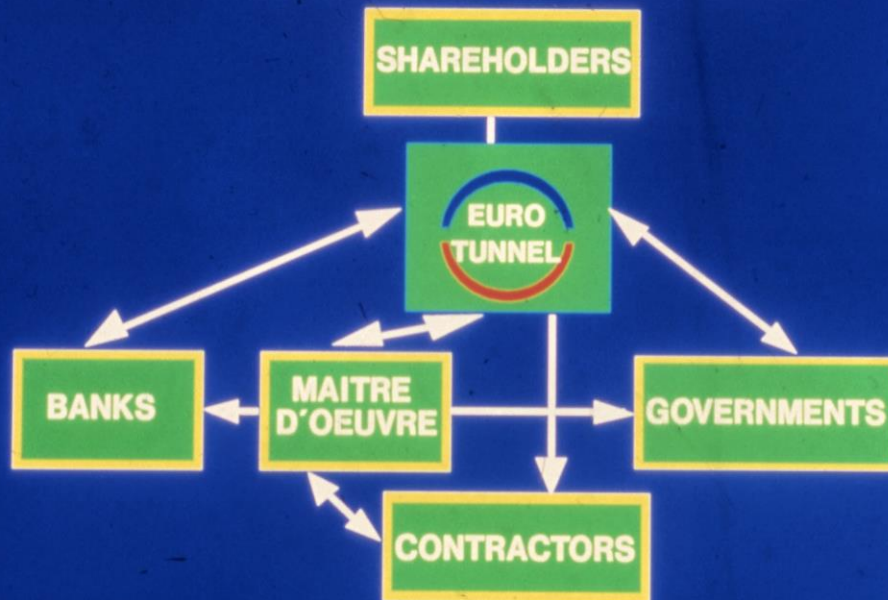 SHAREHOLDERS
EURO
TUNNEL
BANKS
MAITRE
D´OEUVRE
GOVERNMENTS
CONTRACTORS